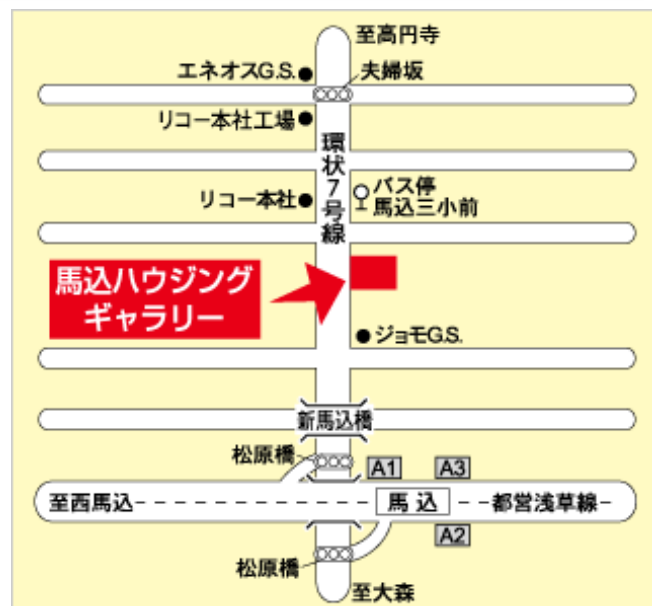 至高円寺
エネオスG.S.
夫婦坂
リコー本社工場
環状7号線
バス停
馬込三小前
リコー本社
馬込ハウジング
ギャラリー
ジョモG.S.
新馬込橋
松原橋
A1
A3
至西馬込
馬込
都営浅草線
A2
松原橋
至大森